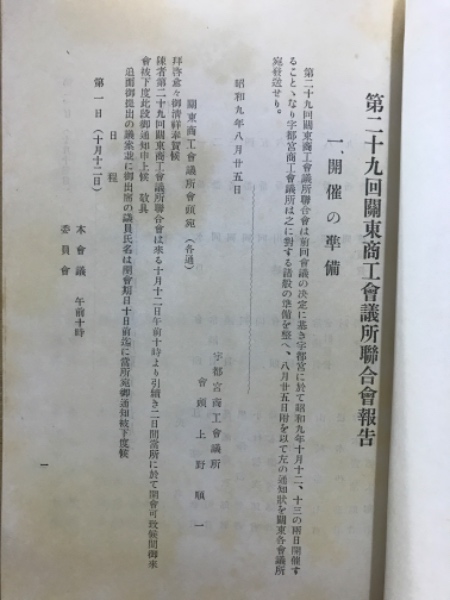 第二十九回關東商工會議所聯合會報告
一、開催の準備
第二十九回關東商工會議所聯合會は前回會議の決定に基き宇都宮に於て昭和九年十月十二、十三の兩日開催す
ることゝなり宇都宮商工會議所は之に對する諸般の準備を整へ、八月廿五日附を以て左の通知狀を關東各會議所
宛發送せり。
昭和九年八月廿五日
宇都宮商工會議所
會頭 上野順一
關東商工會議所會頭宛(各通)
拜啓愈々御淸祥奉賀候
陳者第二十九回關東商工會議所聯合會は來る十月十二日午前十時より引續き二日間當所に於て開會可致候間御來
會被下度此段御通知申上候 敬具
追而御提出の議案並に御出席の議員氏名は開會期日十日前迄に當所宛御通知被下度候
日程
第一日(十月十二日)
本會議 午前十時
委員會
一